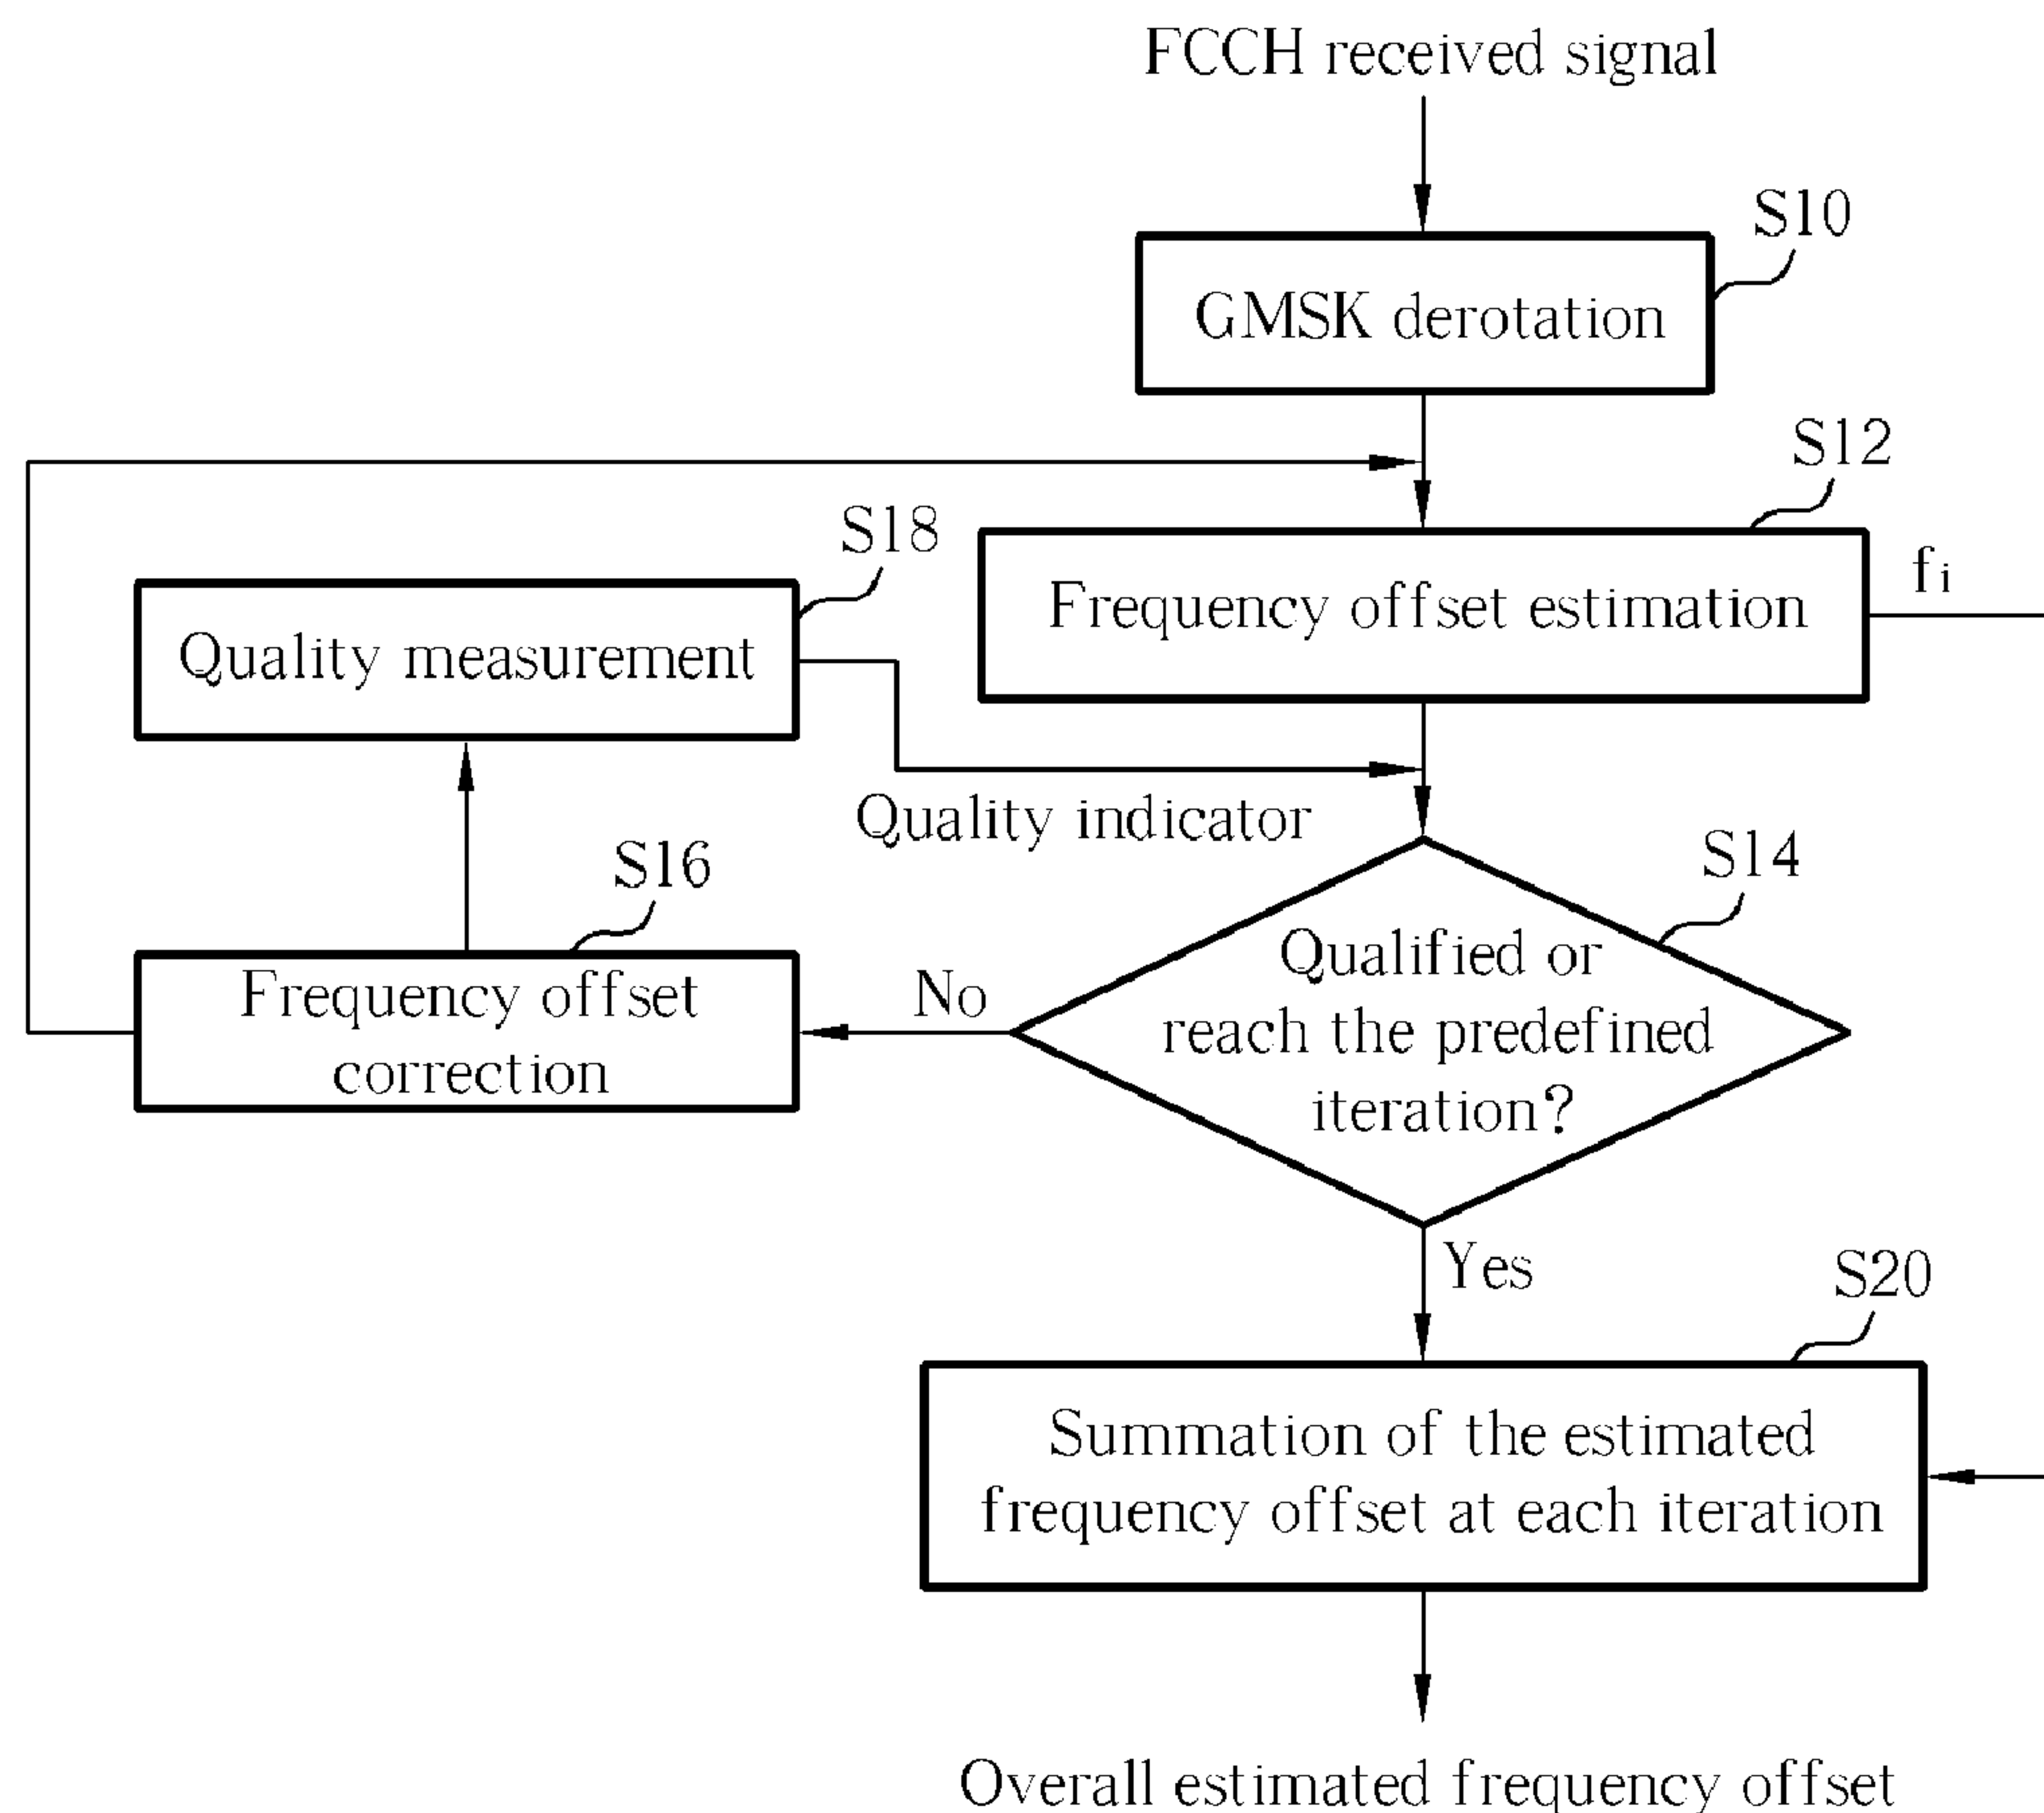 FCCH received signal
S10
GMSK derotation
S12
S18
Frequency offset estimation
fi
Quality measurement
Quality indicator
S16
S14
Frequency offset
correction
No
Qualified or
reach the predefined
iteration?
Yes
S20
Summation of the estimated
frequency offset at each iteration
Overall estimated frequency offset